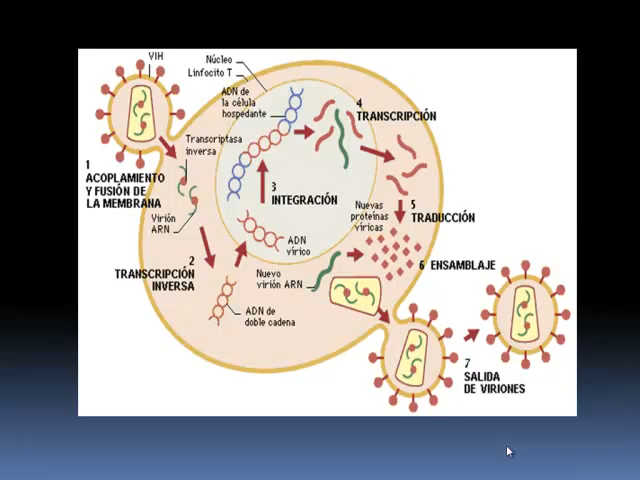 VIH
Núcleo
Linfocito T
ADN de
la célula
hospedante
4
TRANSCRIPCIÓN
Transcriptasa
inversa
1
ACOPLAMIENTO
Y FUSIÓN DE
LA MEMBRANA
3
INTEGRACIÓN
Nuevas
proteínas
víricas
5
TRADUCCIÓN
Virión
ARN
ADN
vírico
2
TRANSCRIPCIÓN
INVERSA
Nuevo
virión ARN
6 ENSAMBLAJE
ADN de
doble cadena
7
SALIDA
DE VIRIONES